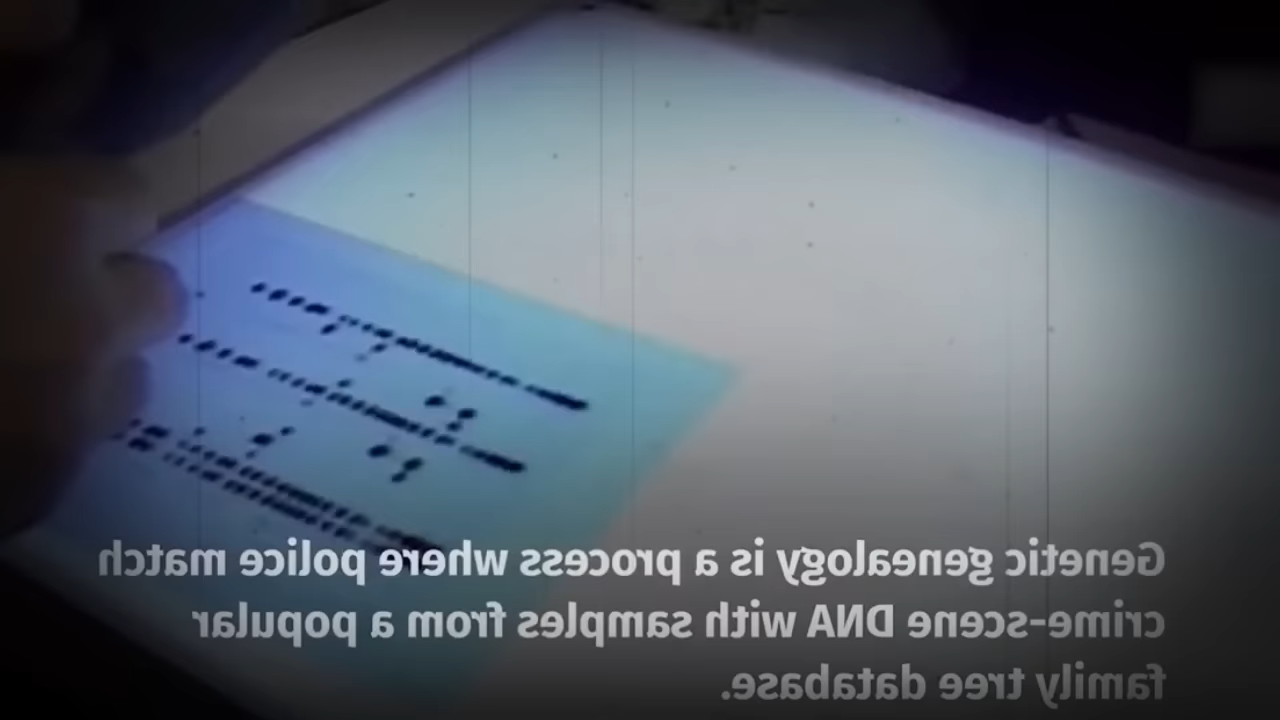 Genetic genealogy is a process where police match
crime-scene DNA with samples from a popular
family tree database.